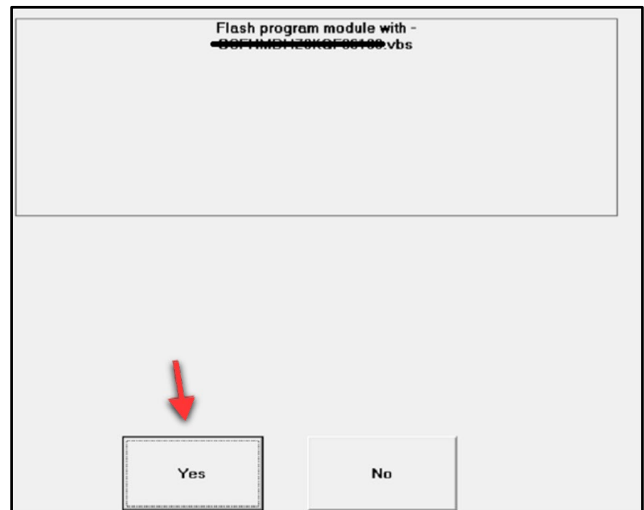 Flash program module with -
.vbs
Yes
No